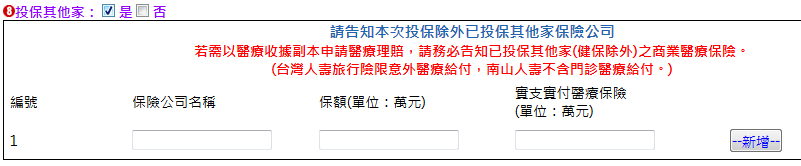 ❽投保其他家：是 否
請告知本次投保除外已投保其他家保險公司
若需以醫療收據副本申請醫療理賠，請務必告知已投保其他家(健保除外)之商業醫療保險。
(台灣人壽旅行險限意外醫療給付，南山人壽不含門診醫療給付。)
編號 保險公司名稱 保額(單位：萬元) 實支實付醫療保險
(單位：萬元)
1 --新增--